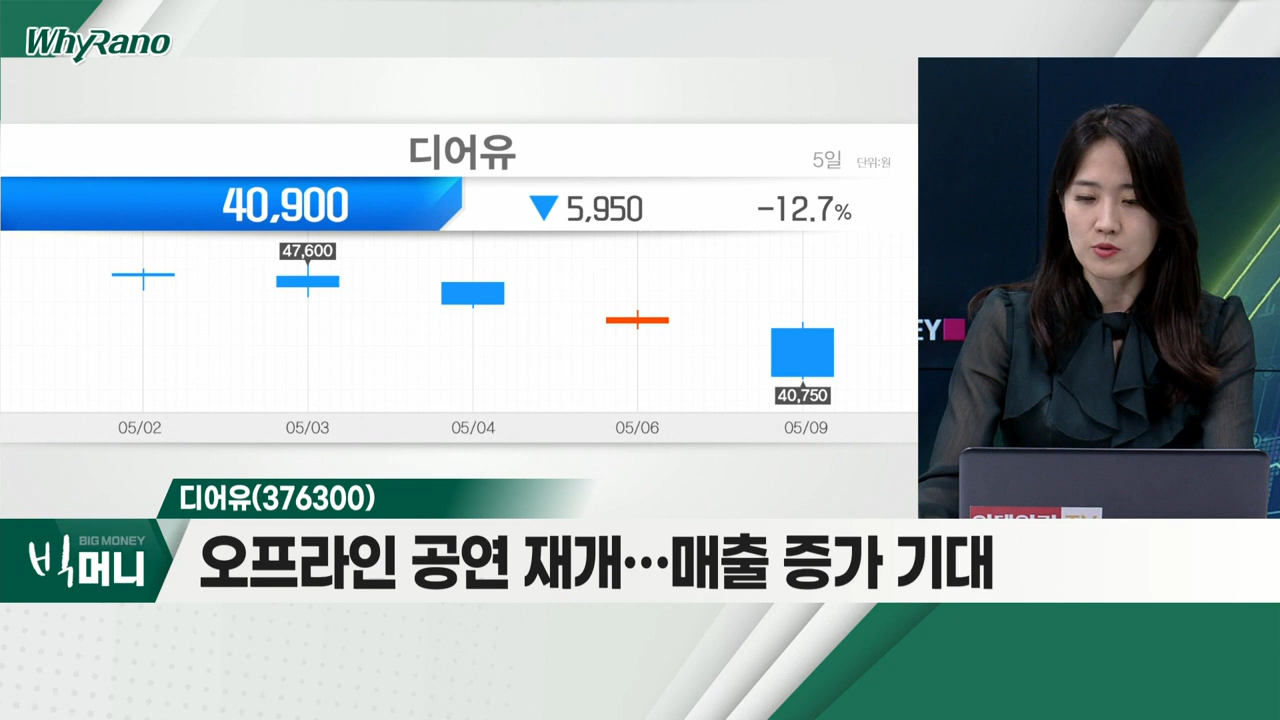 WhyRano
디어유
5일 단위:원
40,900 ▼ 5,950 -12.7%
47,600
40,750
05/02 05/03 05/04 05/06 05/09
EY
디어유(376300)
BIG MONEY
빅머니
오프라인 공연 재개…매출 증가 기대